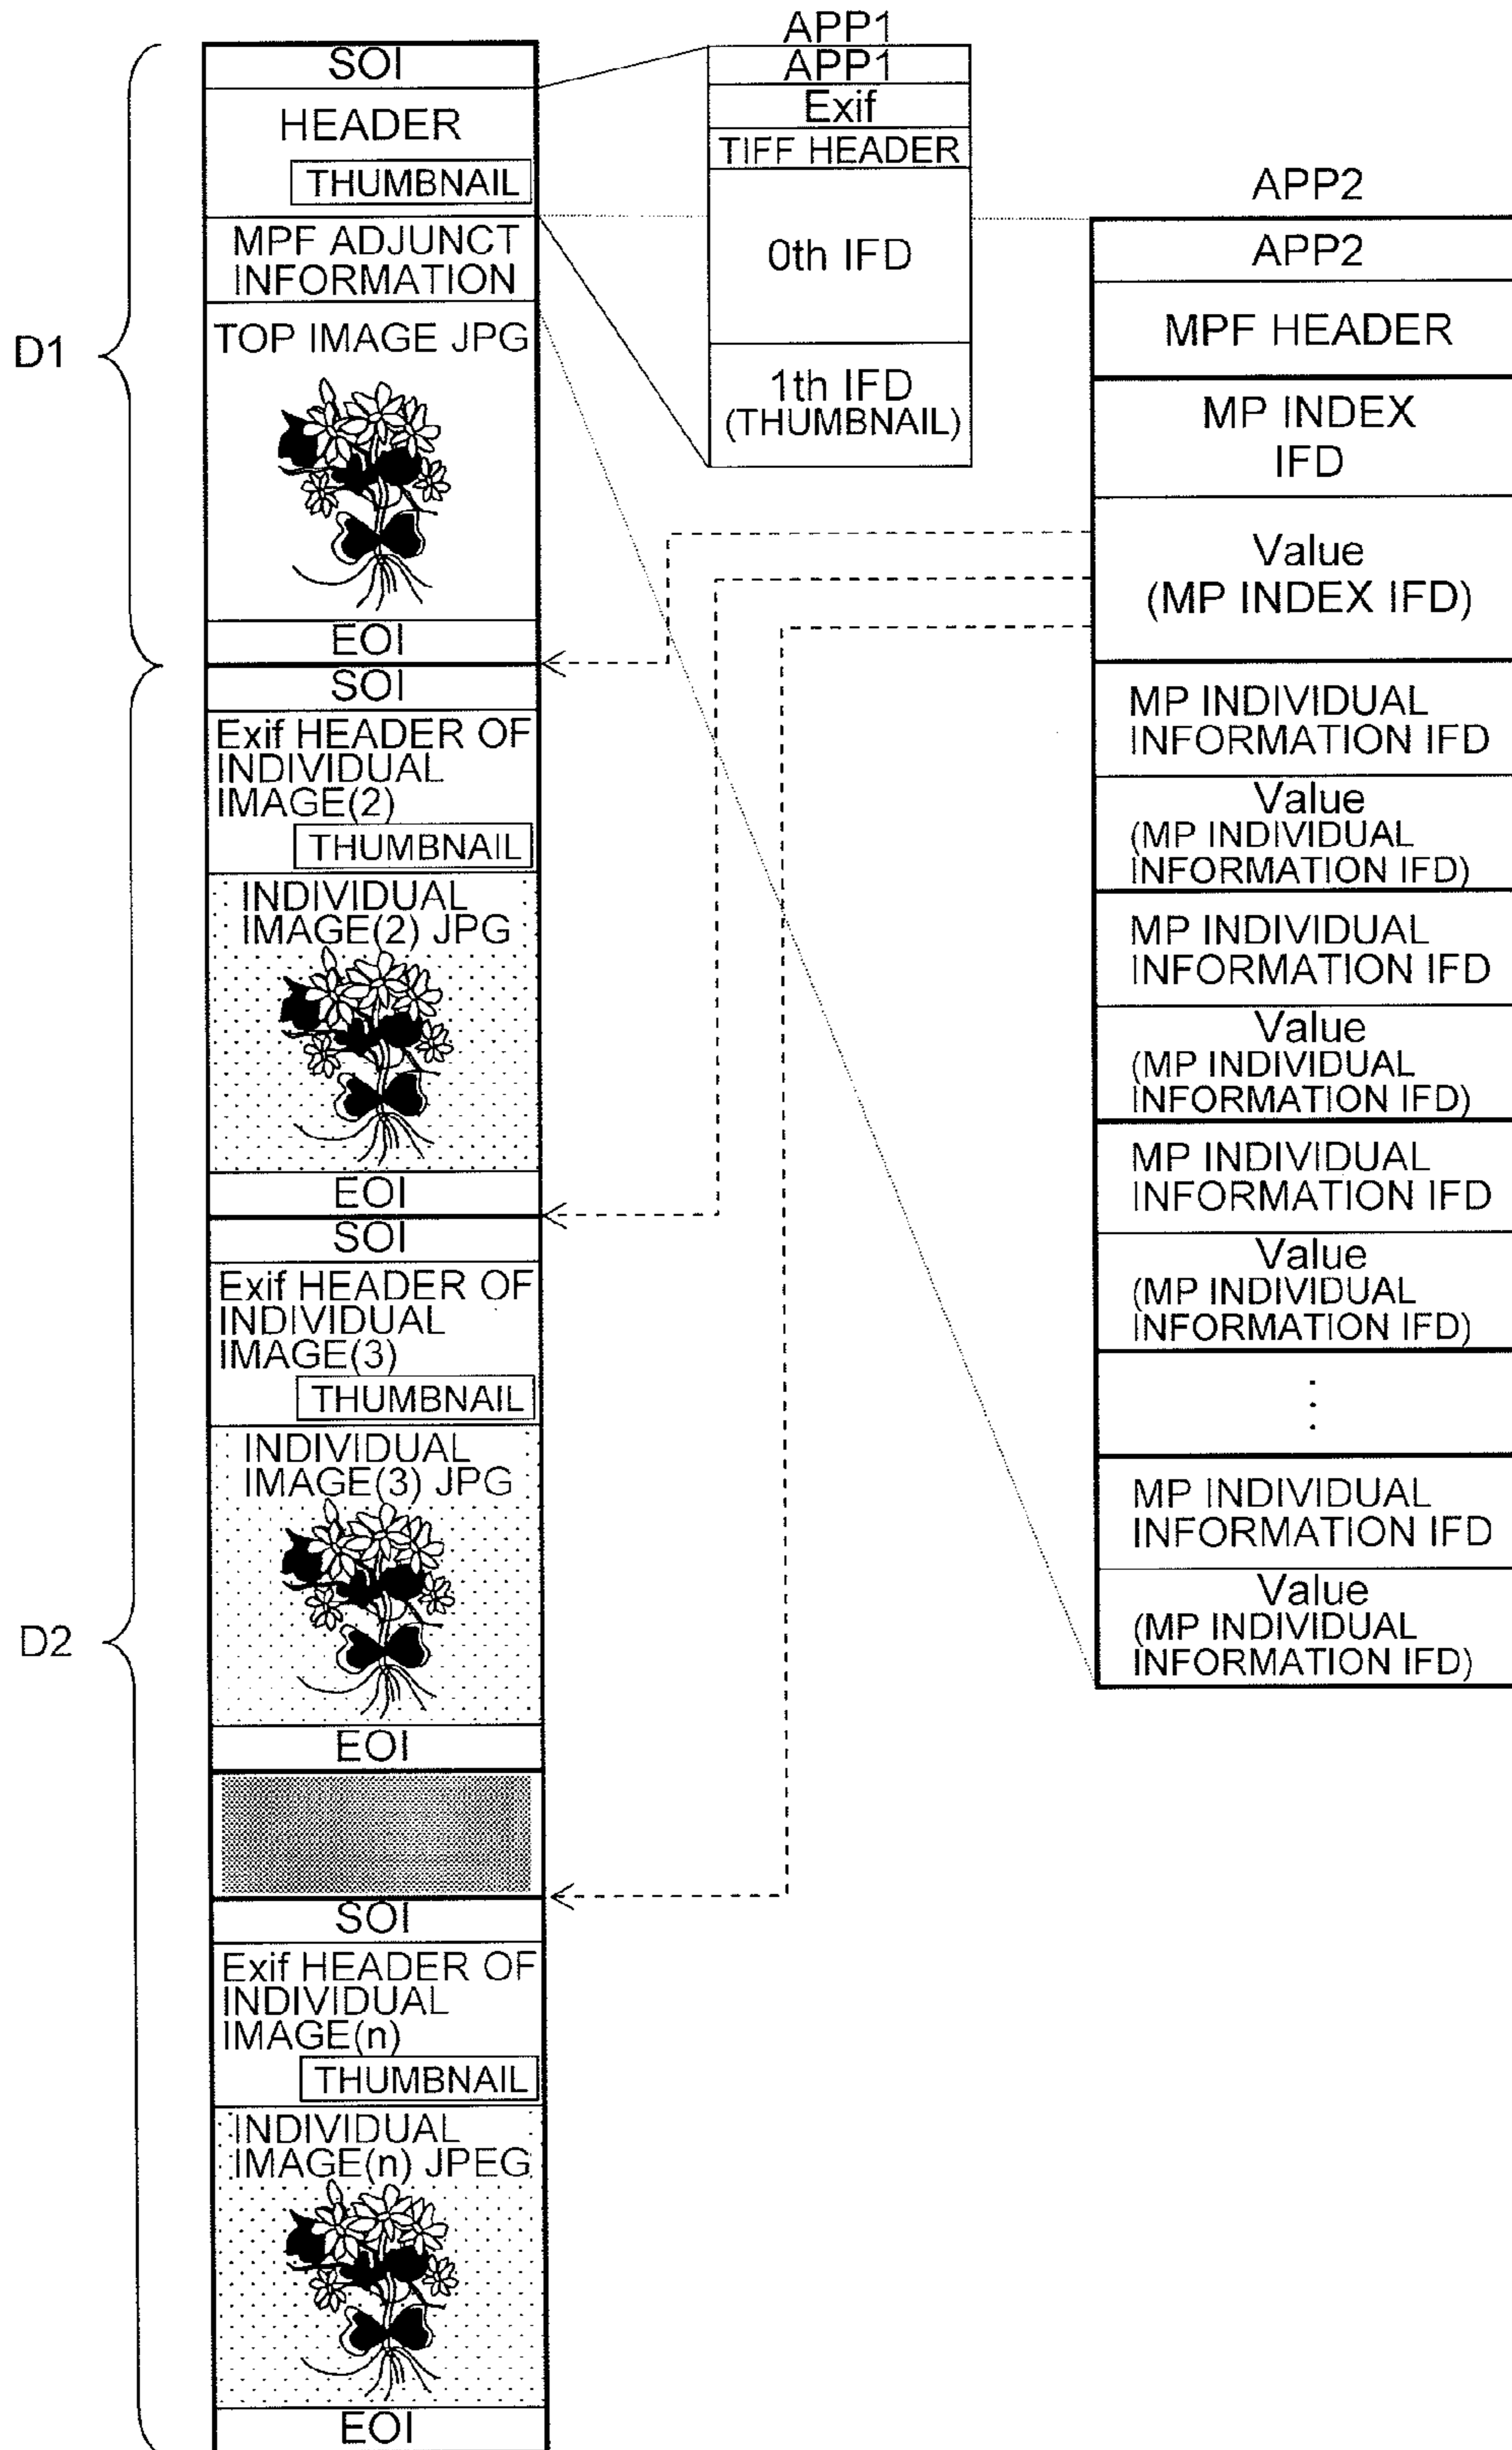 D1
SOI
HEADER
THUMBNAIL
MPF ADJUNCT
INFORMATION
TOP IMAGE JPG
EOI
D2
SOI
Exif HEADER OF
INDIVIDUAL
IMAGE(2)
THUMBNAIL
INDIVIDUAL
IMAGE(2) JPG
EOI
SOI
Exif HEADER OF
INDIVIDUAL
IMAGE(3)
THUMBNAIL
INDIVIDUAL
IMAGE(3) JPG
EOI
SOI
Exif HEADER OF
INDIVIDUAL
IMAGE(n)
THUMBNAIL
INDIVIDUAL
IMAGE(n) JPEG
EOI
APP1
APP1
Exif
TIFF HEADER
0th IFD
1th IFD
(THUMBNAIL)
APP2
APP2
MPF HEADER
MP INDEX
IFD
Value
(MP INDEX IFD)
MP INDIVIDUAL
INFORMATION IFD
Value
(MP INDIVIDUAL
INFORMATION IFD)
MP INDIVIDUAL
INFORMATION IFD
Value
(MP INDIVIDUAL
INFORMATION IFD)
MP INDIVIDUAL
INFORMATION IFD
Value
(MP INDIVIDUAL
INFORMATION IFD)
MP INDIVIDUAL
INFORMATION IFD
Value
(MP INDIVIDUAL
INFORMATION IFD)